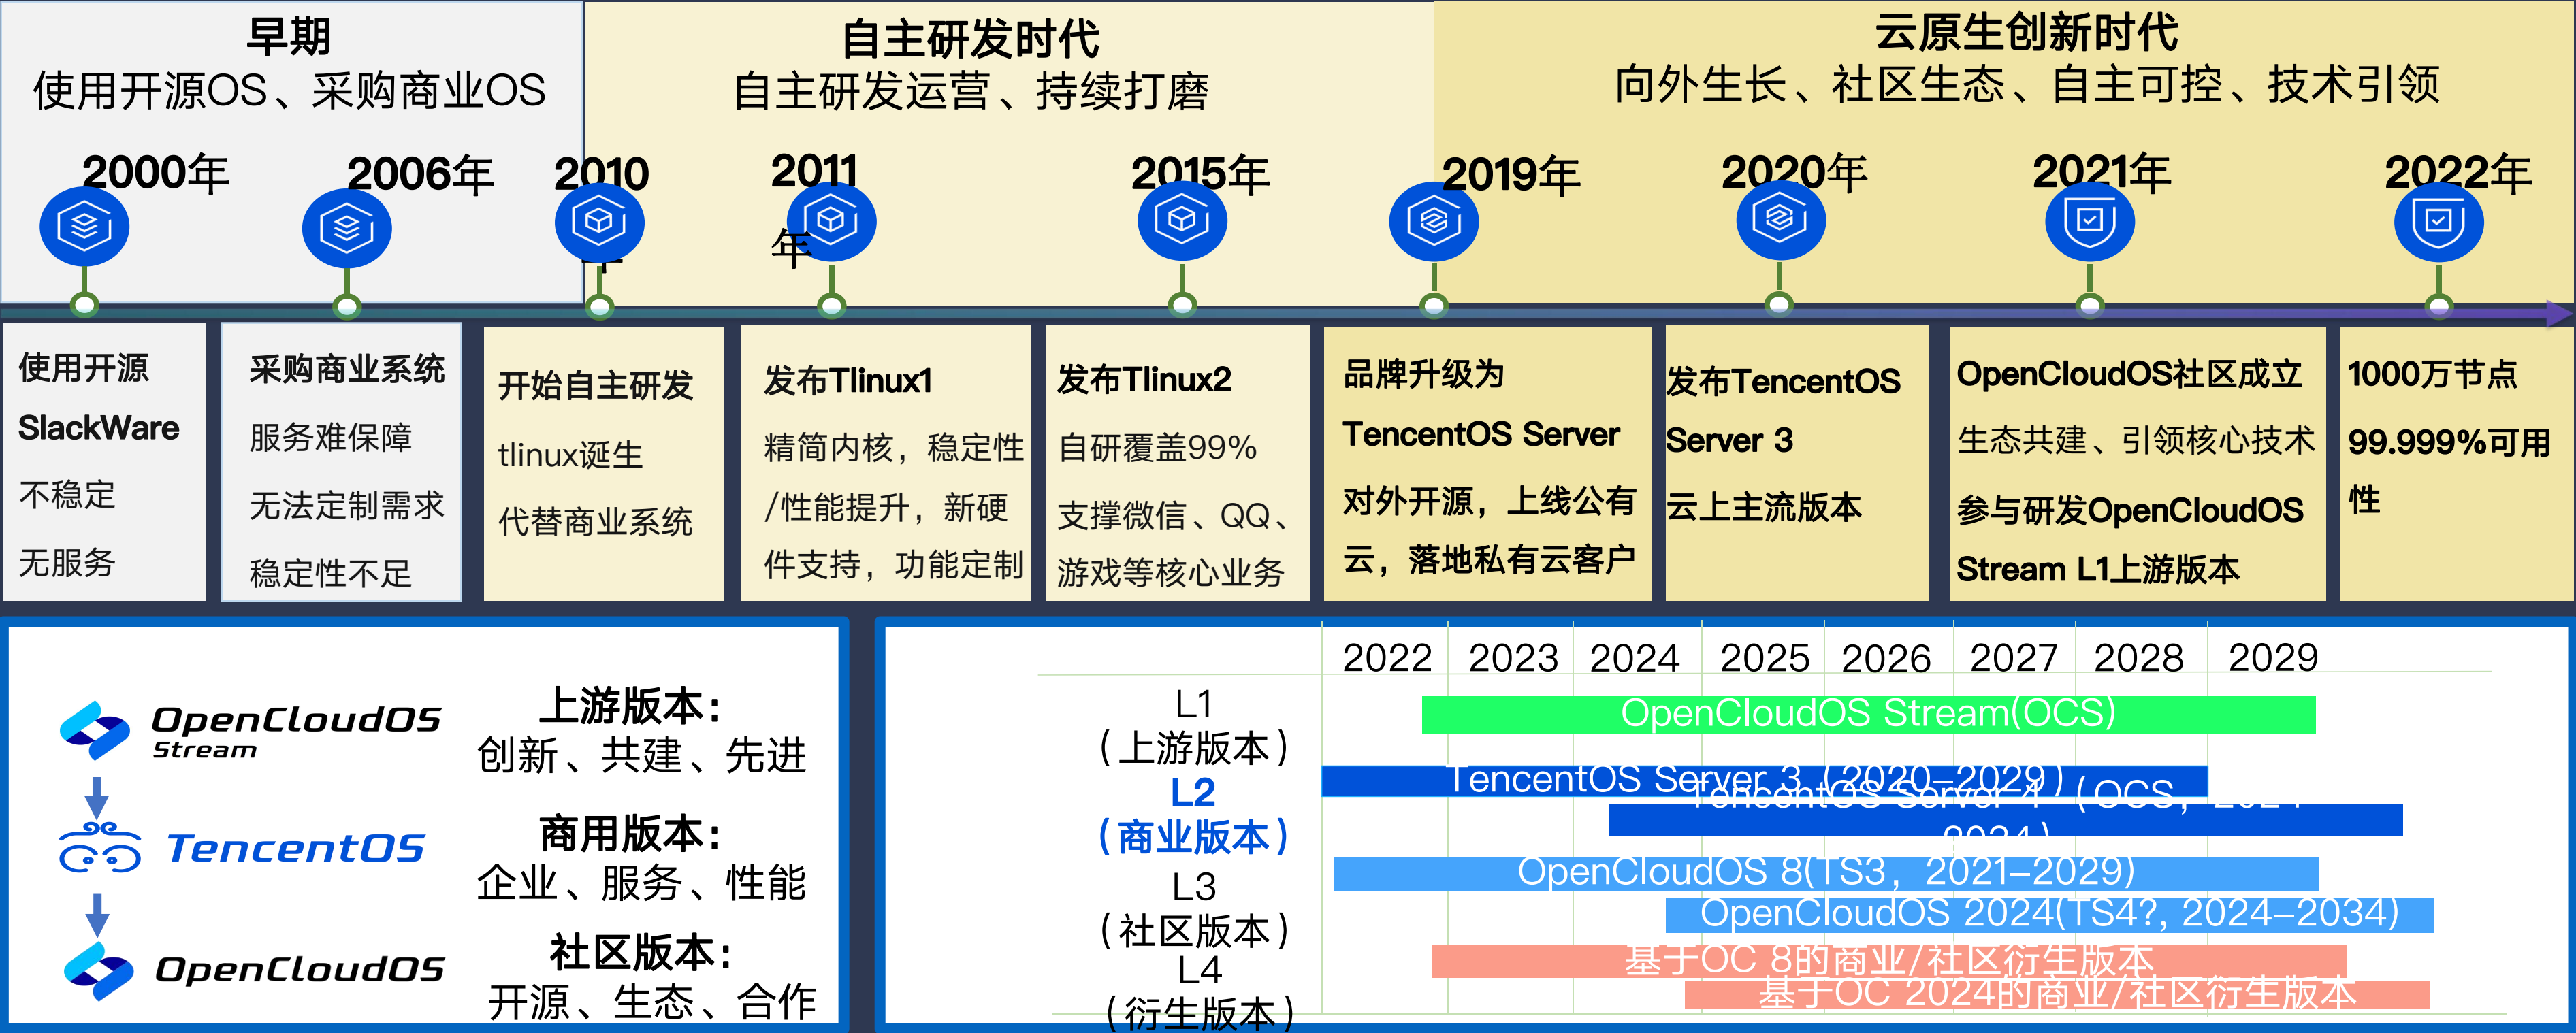 早期
使用开源OS、采购商业OS
自主研发时代
自主研发运营、持续打磨
云原生创新时代
向外生长、社区生态、自主可控、技术引领
2000年
2006年
2010
年
2011
年
2015年
2019年
2020年
2021年
2022年
使用开源
SlackWare
不稳定
无服务
采购商业系统
服务难保障
无法定制需求
稳定性不足
开始自主研发
tlinux诞生
代替商业系统
发布Tlinux1
精简内核，稳定性
/性能提升，新硬
件支持，功能定制
发布Tlinux2
自研覆盖99%
支撑微信、QQ、
游戏等核心业务
品牌升级为
TencentOS Server
对外开源，上线公有
云，落地私有云客户
发布TencentOS
Server 3
云上主流版本
OpenCloudOS社区成立
生态共建、引领核心技术
参与研发OpenCloudOS
Stream L1上游版本
1000万节点
99.999%可用
性
OpenCloudOS
Stream
上游版本：
创新、共建、先进
TencentOS
商用版本：
企业、服务、性能
OpenCloudOS
社区版本：
开源、生态、合作
2022 2023 2024 2025 2026 2027 2028 2029
L1
（上游版本）
OpenCloudOS Stream(OCS)
L2
（商业版本）
TencentOS Server 3（2020-2029）
TencentOS Server 4（OCS，2024-
2034）
L3
（社区版本）
OpenCloudOS 8(TS3，2021-2029)
OpenCloudOS 2024(TS4?, 2024-2034)
L4
（衍生版本）
基于OC 8的商业/社区衍生版本
基于OC 2024的商业/社区衍生版本